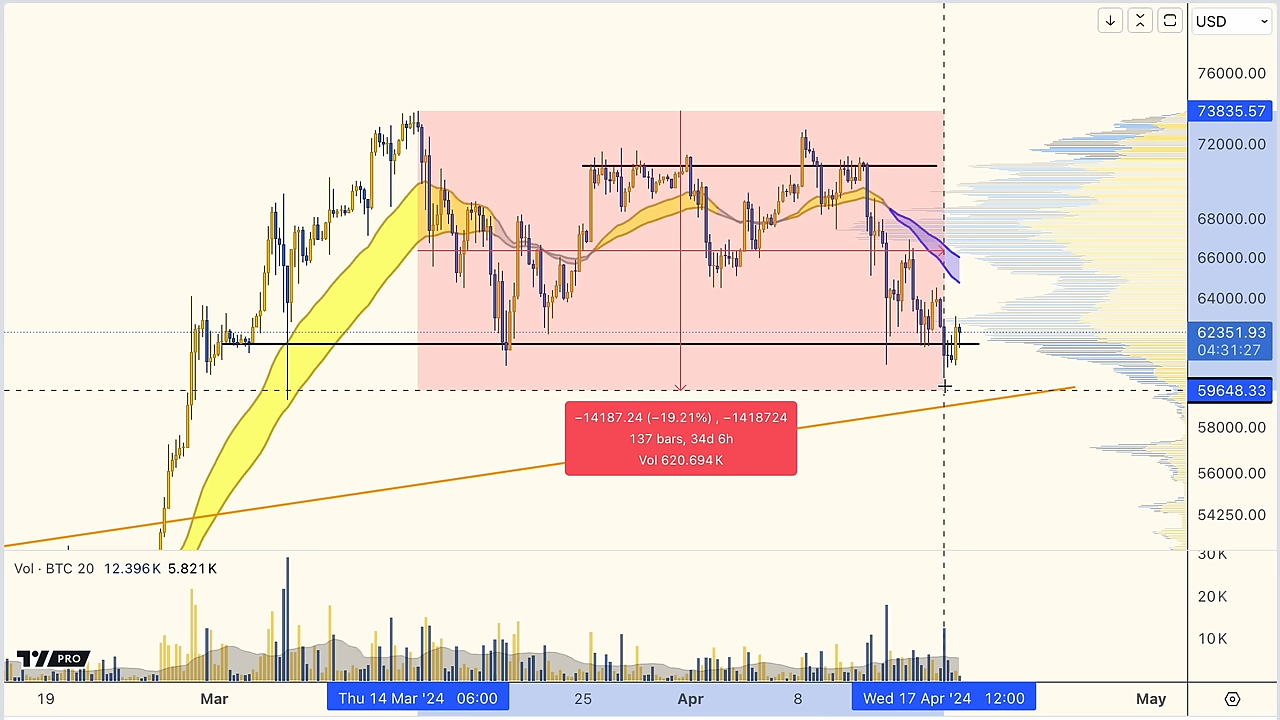 USD
76000.00
73835.57
72000.00
68000.00
66000.00
64000.00
62351.93
04:31:27
59648.33
58000.00
56000.00
54250.00
−14187.24 (−19.21%) , −1418724
137 bars, 34d 6h
Vol 620.694K
30K
Vol · BTC 20 12.396K 5.821K
20K
10K
PRO
19 Mar Thu 14 Mar '24 06:00 25 Apr 8 Wed 17 Apr '24 12:00 May